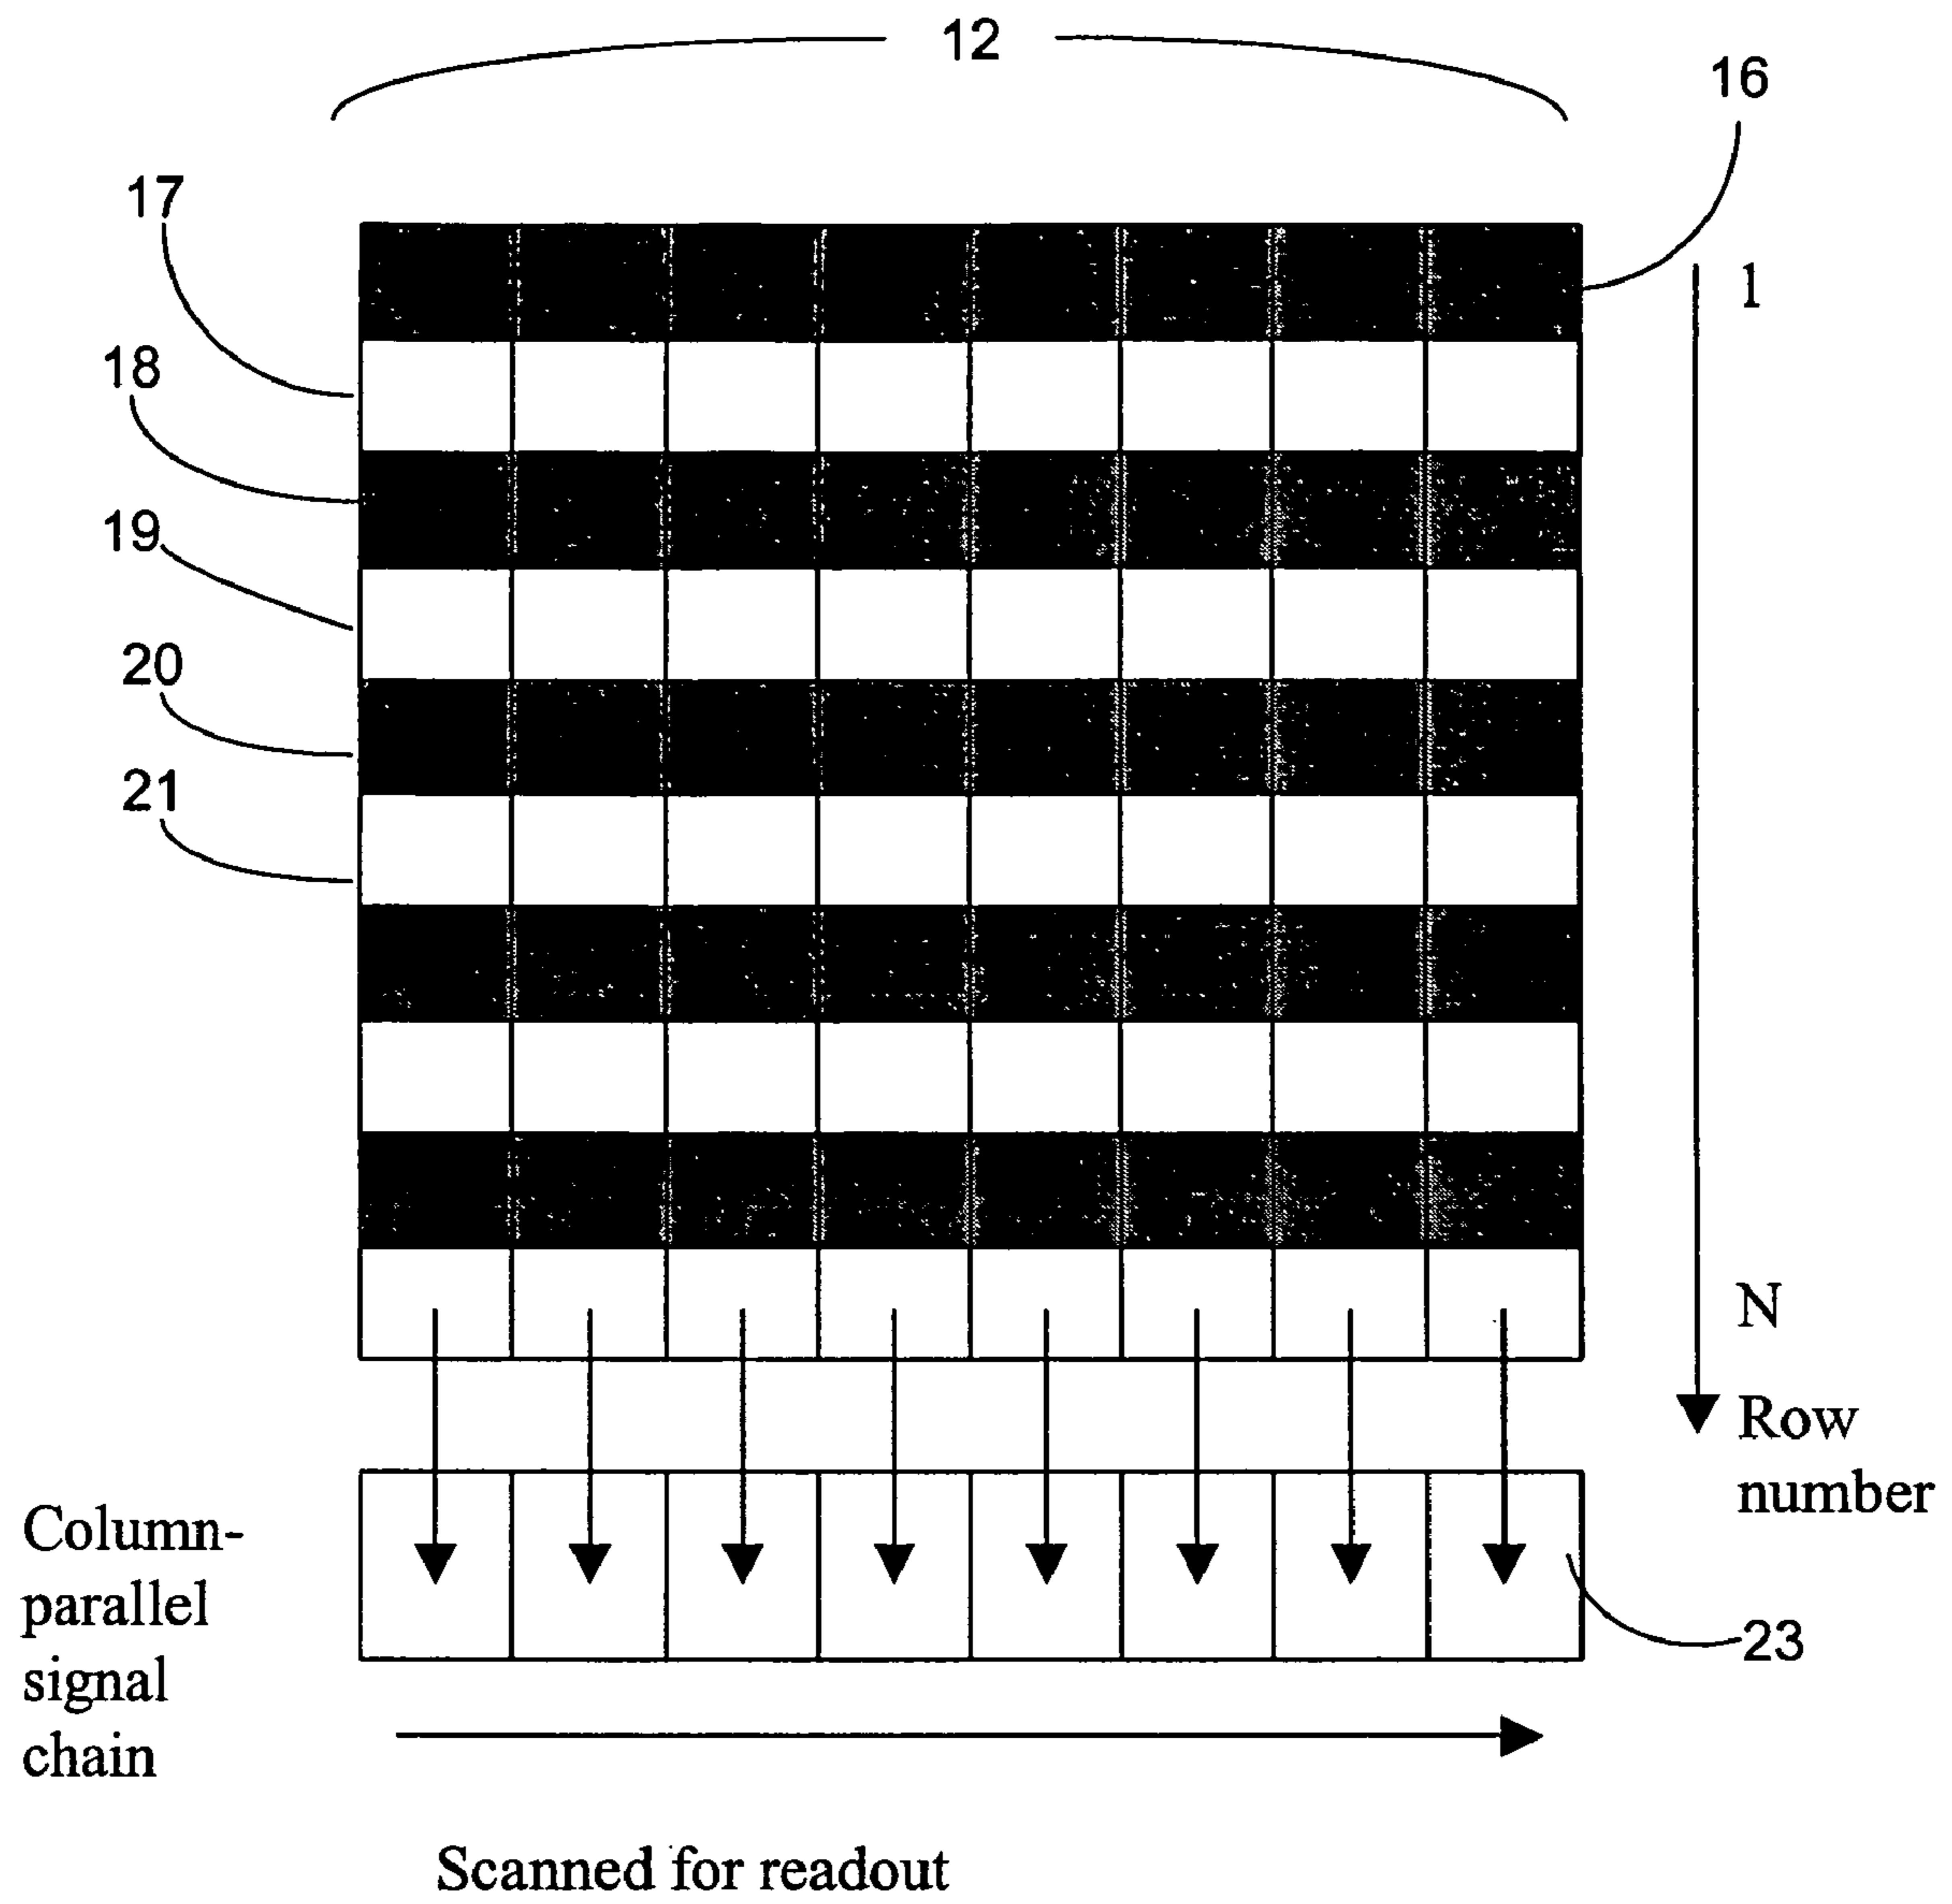 12
16
17
1
18
19
20
21
N
Row
number
Column-
parallel
signal
chain
23
Scanned for readout